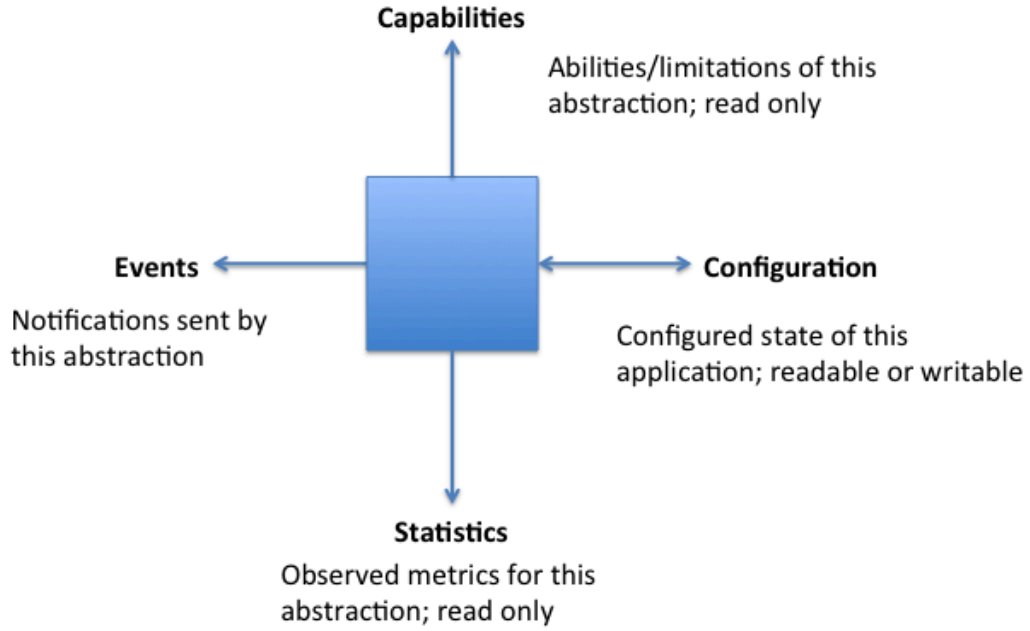 Capabilities
Abilities/limitations of this
abstraction; read only
Events
Configuration
Notifications sent by
this abstraction
Configured state of this
application; readable or writable
Statistics
Observed metrics for this
abstraction; read only